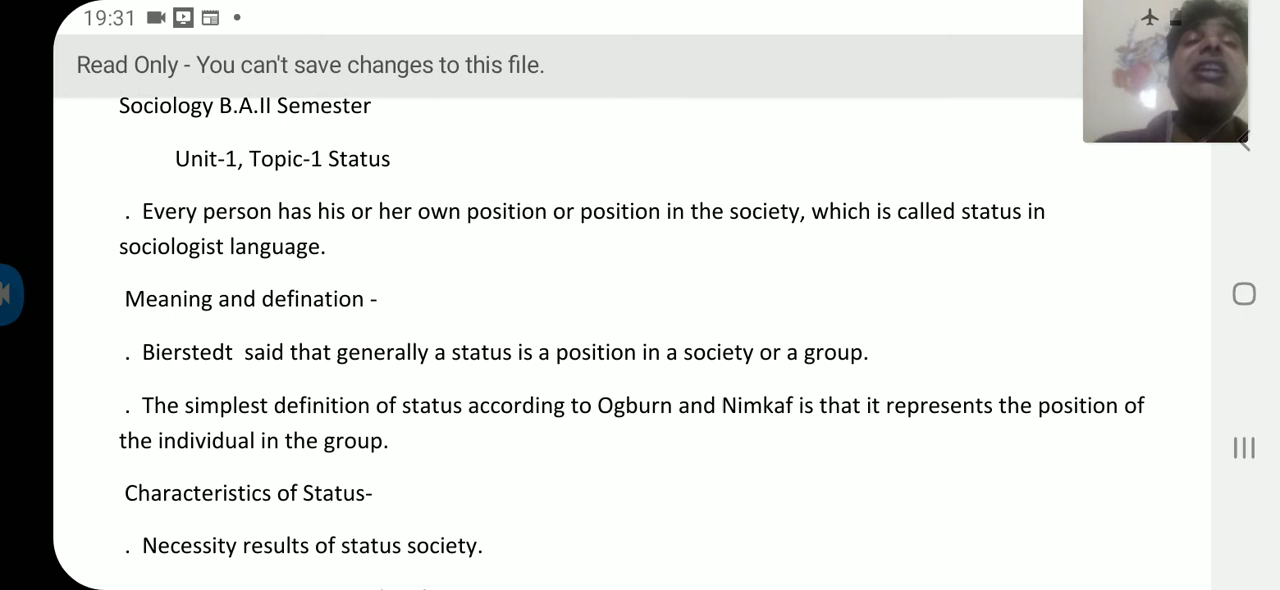 19:31
Read Only - You can't save changes to this file.
Sociology B.A.II Semester
Unit-1, Topic-1 Status
. Every person has his or her own position or position in the society, which is called status in
sociologist language.
Meaning and defination -
. Bierstedt  said that generally a status is a position in a society or a group.
. The simplest definition of status according to Ogburn and Nimkaf is that it represents the position of
the individual in the group.
Characteristics of Status-
. Necessity results of status society.